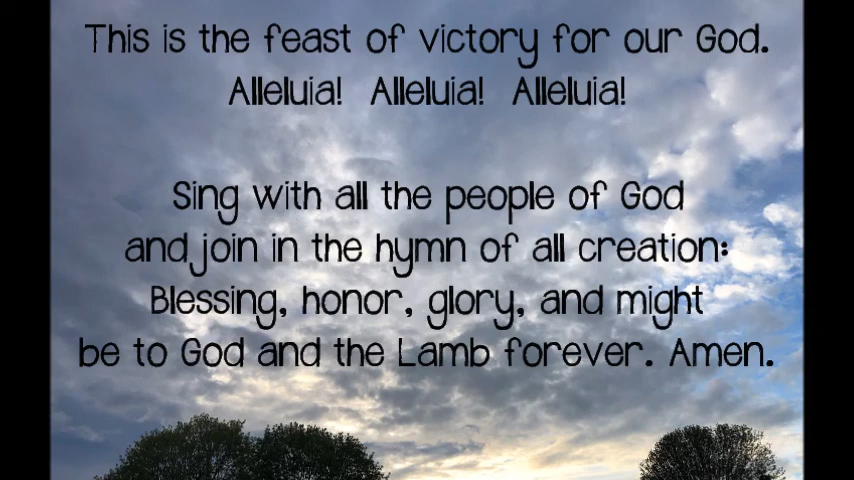 This is the feast of victory for our God.
Alleluia! Alleluia! Alleluia!
Sing with all the people of God
and join in the hymn of all creation:
Blessing, honor, glory, and might
be to God and the Lamb forever. Amen.